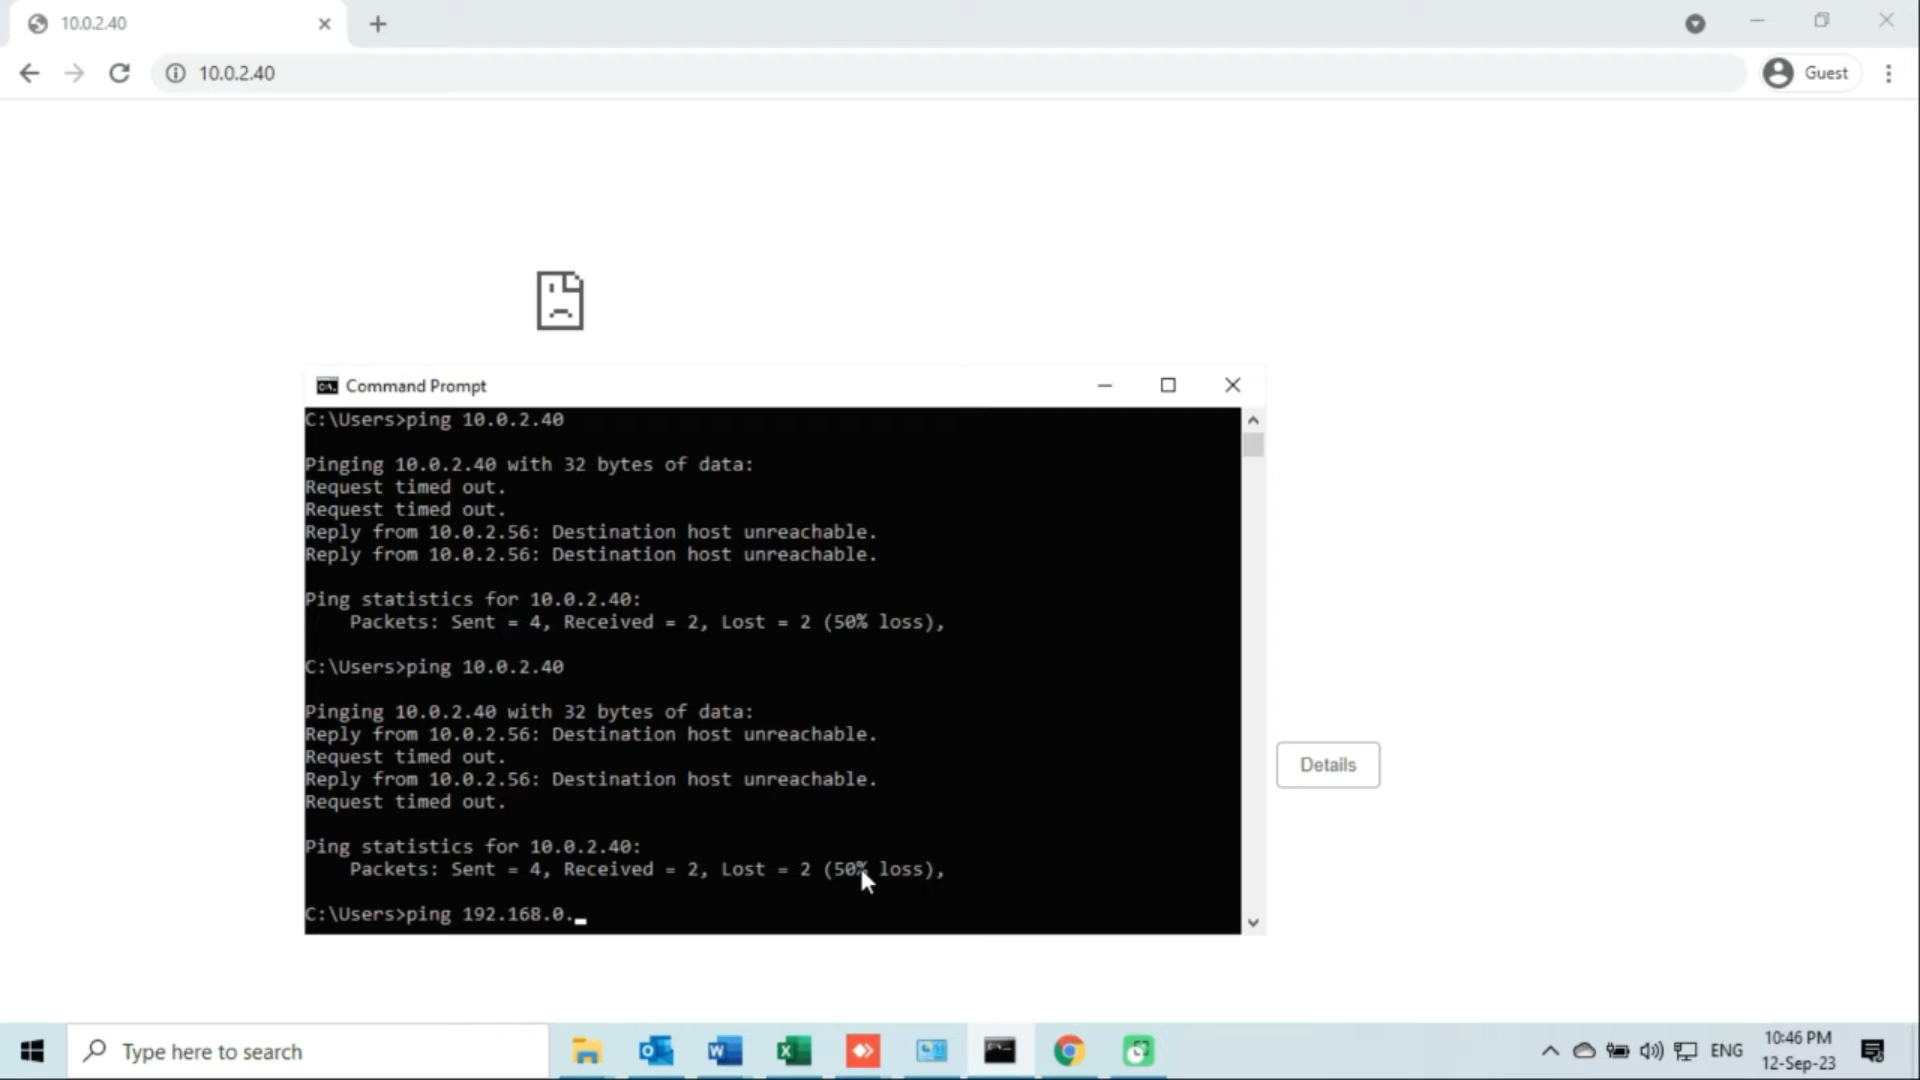 10.0.2.40
10.0.2.40
Guest
Command Prompt
C:\Users>ping 10.0.2.40
Pinging 10.0.2.40 with 32 bytes of data:
Request timed out.
Request timed out.
Reply from 10.0.2.56: Destination host unreachable.
Reply from 10.0.2.56: Destination host unreachable.
Ping statistics for 10.0.2.40:
Packets: Sent = 4, Received = 2, Lost = 2 (50% loss),
C:\Users>ping 10.0.2.40
Pinging 10.0.2.40 with 32 bytes of data:
Reply from 10.0.2.56: Destination host unreachable.
Request timed out.
Reply from 10.0.2.56: Destination host unreachable.
Request timed out.
Ping statistics for 10.0.2.40:
Packets: Sent = 4, Received = 2, Lost = 2 (50% loss),
C:\Users>ping 192.168.0._
Details
Type here to search
ENG
10:46 PM
12-Sep-23